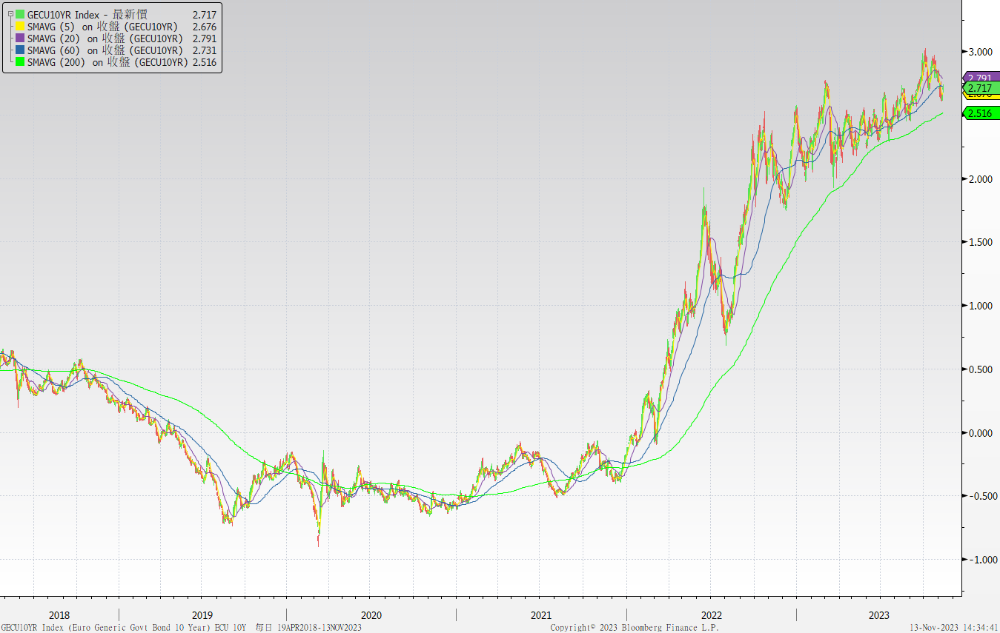 GECU10YR Index - 最新價 2.717
SMAVG (5) on 收盤 (GECU10YR) 2.676
SMAVG (20) on 收盤 (GECU10YR) 2.791
SMAVG (60) on 收盤 (GECU10YR) 2.731
SMAVG (200) on 收盤 (GECU10YR) 2.516
3.000
2.791
2.717
2.516
2.000
1.500
1.000
0.500
0.000
-0.500
-1.000
2018 2019 2020 2021 2022 2023
GECU10YR Index (Euro Generic Govt Bond 10 Year) ECU 10Y 每日 19APR2018-13NOV2023 Copyright© 2023 Bloomberg Finance L.P. 13-Nov-2023 14:34:41